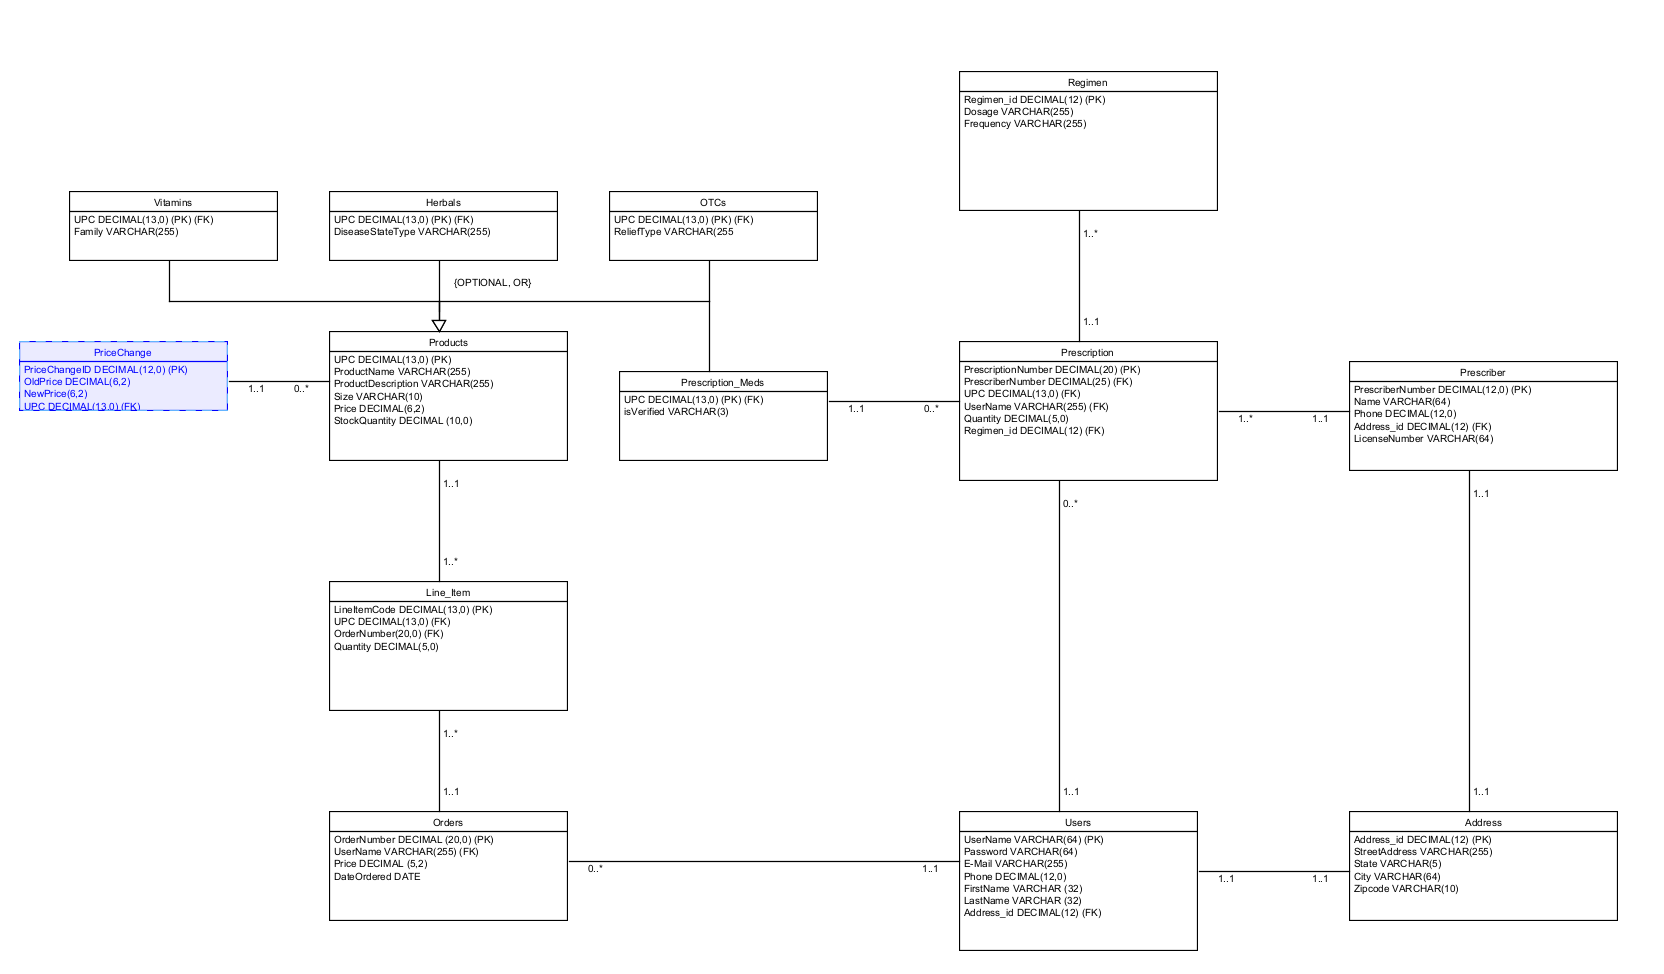 Regimen
Regimen_id DECIMAL(12) (PK)
Dosage VARCHAR(255)
Frequency VARCHAR(255)
1..*
1..1
Vitamins
UPC DECIMAL(13,0) (PK) (FK)
Family VARCHAR(255)
Herbals
UPC DECIMAL(13,0) (PK) (FK)
DiseaseStateType VARCHAR(255)
OTCs
UPC DECIMAL(13,0) (PK) (FK)
ReliefType VARCHAR(255
{OPTIONAL, OR}
PriceChange
PriceChangeID DECIMAL(12,0) (PK)
OldPrice DECIMAL(6,2)
NewPrice(6,2)
UPC DECIMAL(13,0) (FK)
1..1
0..*
Products
UPC DECIMAL(13,0) (PK)
ProductName VARCHAR(255)
ProductDescription VARCHAR(255)
Size VARCHAR(10)
Price DECIMAL(6,2)
StockQuantity DECIMAL (10,0)
Prescription_Meds
UPC DECIMAL(13,0) (PK) (FK)
isVerified VARCHAR(3)
1..1
0..*
Prescription
PrescriptionNumber DECIMAL(20) (PK)
PrescriberNumber DECIMAL(25) (FK)
UPC DECIMAL(13,0) (FK)
UserName VARCHAR(255) (FK)
Quantity DECIMAL(5,0)
Regimen_id DECIMAL(12) (FK)
1..*
1..1
Prescriber
PrescriberNumber DECIMAL(12,0) (PK)
Name VARCHAR(64)
Phone DECIMAL(12,0)
Address_id DECIMAL(12) (FK)
LicenseNumber VARCHAR(64)
1..1
1..*
0..*
1..1
1..1
1..1
Line_Item
LineItemCode DECIMAL(13,0) (PK)
UPC DECIMAL(13,0) (FK)
OrderNumber(20,0) (FK)
Quantity DECIMAL(5,0)
1..*
1..1
Orders
OrderNumber DECIMAL (20,0) (PK)
UserName VARCHAR(255) (FK)
Price DECIMAL (5,2)
DateOrdered DATE
0..*
1..1
Users
UserName VARCHAR(64) (PK)
Password VARCHAR(64)
E-Mail VARCHAR(255)
Phone DECIMAL(12,0)
FirstName VARCHAR (32)
LastName VARCHAR (32)
Address_id DECIMAL(12) (FK)
1..1
1..1
Address
Address_id DECIMAL(12) (PK)
StreetAddress VARCHAR(255)
State VARCHAR(5)
City VARCHAR(64)
Zipcode VARCHAR(10)